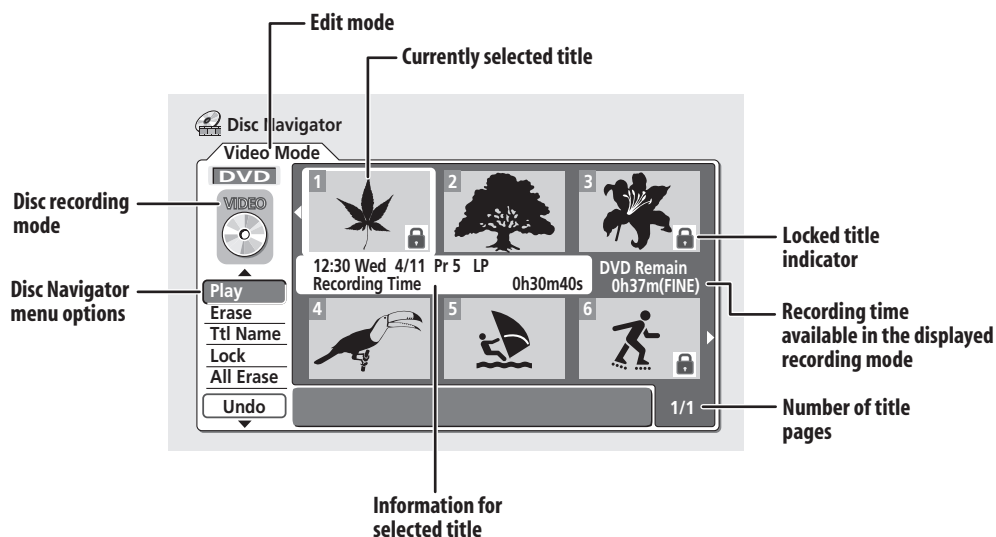 Edit mode
Currently selected title
Disc Navigator
Video Mode
DVD
VIDEO
Disc recording
mode
1
2
3
Locked title
indicator
12:30 Wed 4/11 Pr 5 LP
Recording Time 0h30m40s
DVD Remain
0h37m(FINE)
Disc Navigator
menu options
Play
Erase
Ttl Name
Lock
All Erase
Undo
4
5
6
Recording time
available in the displayed
recording mode
1/1
Number of title
pages
Information for
selected title